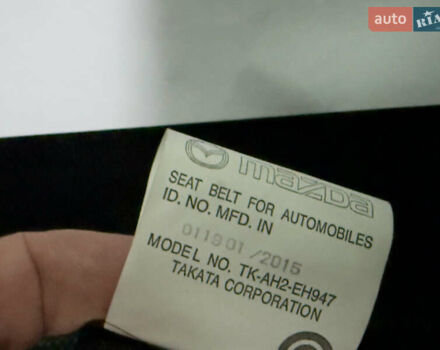 auto RIA
mazda
SEAT BELT FOR AUTOMOBILES
ID. NO. MFD. IN
011901 / 2015
MODEL NO. TK-AH2-EH947
TAKATA CORPORATION